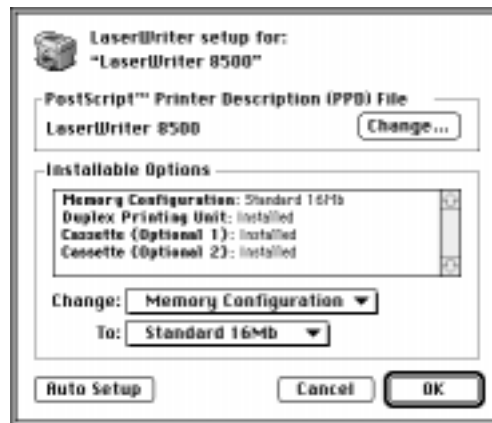 LaserWriter setup for:
“LaserWriter 8500”
PostScript™ Printer Description (PPD) File
LaserWriter 8500
Change...
Installable Options
Memory Configuration: Standard 16Mb
Duplex Printing Unit: Installed
Cassette (Optional 1): Installed
Cassette (Optional 2): Installed
Change: Memory Configuration
To: Standard 16Mb
Auto Setup
Cancel
OK